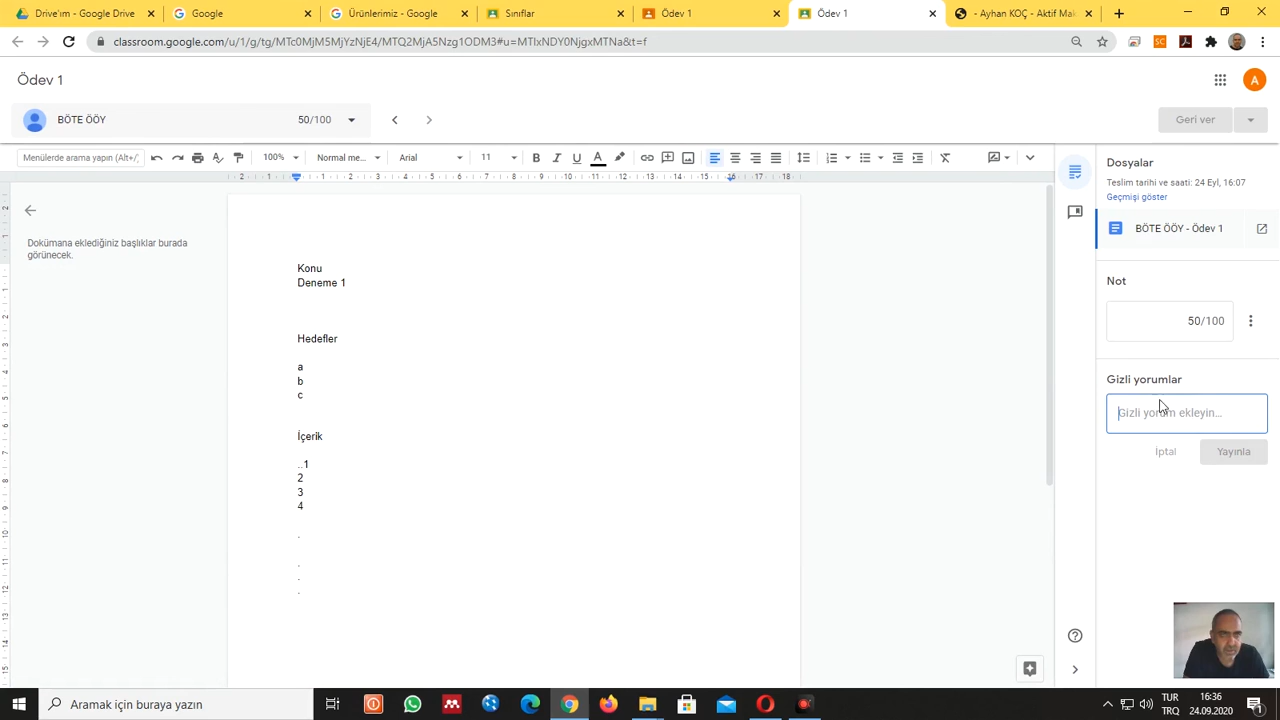 Drive'ım - Google Drive
Google
Ürünlerimiz - Google
Sınıflar
Ödev 1
Ödev 1
- Ayhan KOÇ - Aktif Mak
classroom.google.com/u/1/g/tg/MTc0MjM5MjYzNjE4/MTQ2MjA5Nzg1ODM3#u=MTIxNDY0NjgxMTNa&t=f
Ödev 1
A
BÖTE ÖÖY
50/100
Geri ver
Menülerde arama yapın (Alt+/)
100%
Normal me...
Arial
11
Dokümana eklediğiniz başlıklar burada
görünecek.
Konu
Deneme 1
Hedefler
a
b
c
İçerik
..1
2
3
4
.
.
.
.
Dosyalar
Teslim tarihi ve saati: 24 Eyl, 16:07
Geçmişi göster
BÖTE ÖÖY - Ödev 1
Not
50/100
Gizli yorumlar
Gizli yorum ekleyin...
İptal
Yayınla
Aramak için buraya yazın
TUR
TRQ
16:36
24.09.2020